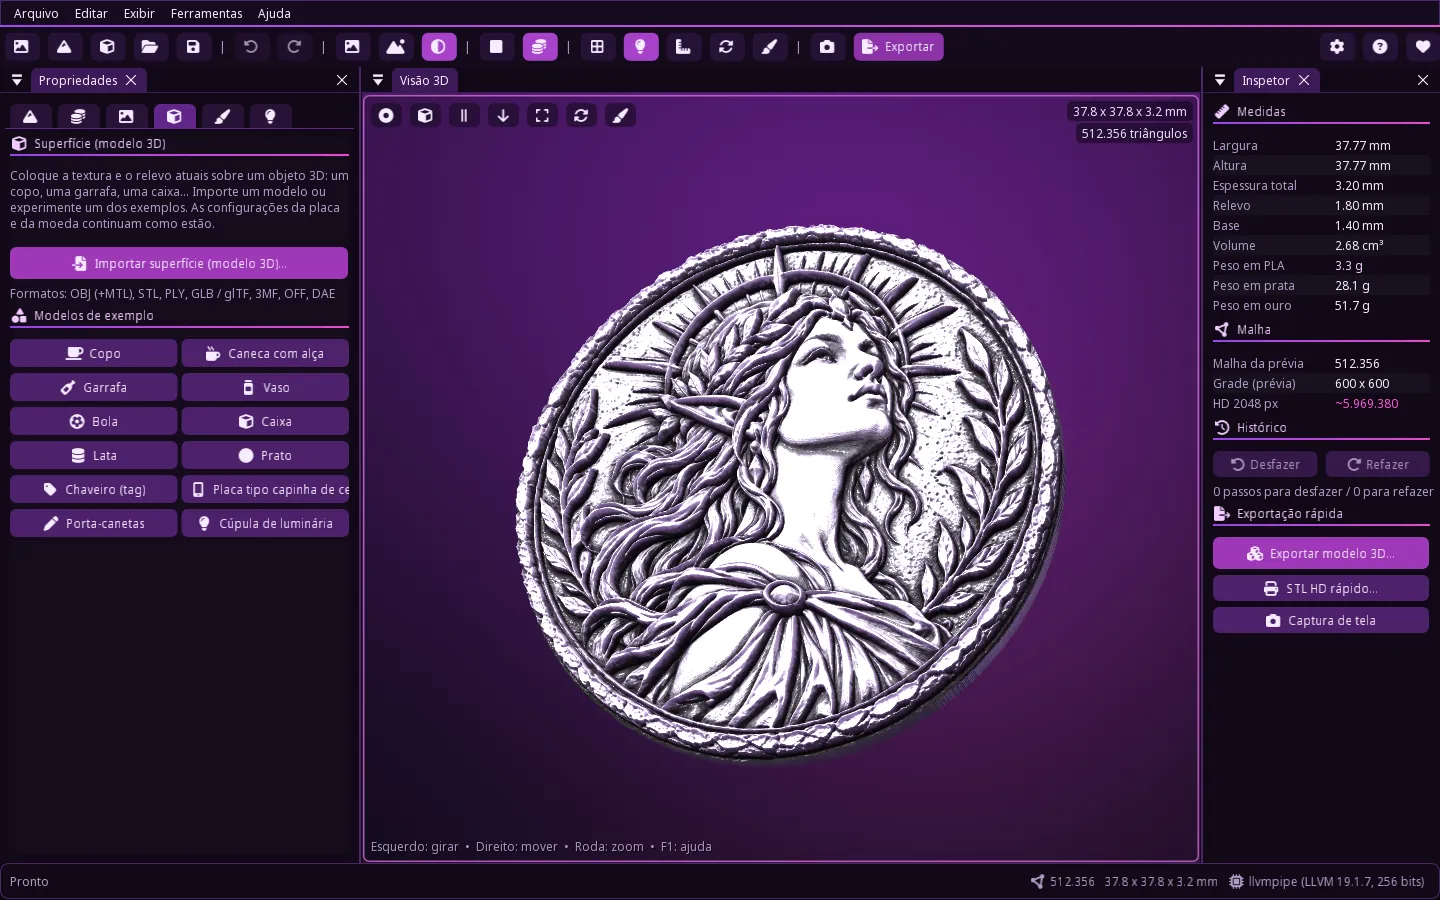 Arquivo Editar Exibir Ferramentas Ajuda
Exportar
Propriedades
Visão 3D
Inspetor
Superfície (modelo 3D)
Coloque a textura e o relevo atuais sobre um objeto 3D: um
copo, uma garrafa, uma caixa... Importe um modelo ou
experimente um dos exemplos. As configurações da placa
e da moeda continuam como estão.
Importar superfície (modelo 3D)...
Formatos: OBJ (+MTL), STL, PLY, GLB / glTF, 3MF, OFF, DAE
Modelos de exemplo
Copo
Caneca com alça
Garrafa
Vaso
Bola
Caixa
Lata
Prato
Chaveiro (tag)
Placa tipo capinha de ce
Porta-canetas
Cúpula de luminária
37.8 x 37.8 x 3.2 mm
512.356 triângulos
Esquerdo: girar • Direito: mover • Roda: zoom • F1: ajuda
Medidas
Largura 37.77 mm
Altura 37.77 mm
Espessura total 3.20 mm
Relevo 1.80 mm
Base 1.40 mm
Volume 2.68 cm³
Peso em PLA 3.3 g
Peso em prata 28.1 g
Peso em ouro 51.7 g
Malha
Malha da prévia 512.356
Grade (prévia) 600 x 600
HD 2048 px ~5.969.380
Histórico
Desfazer
Refazer
0 passos para desfazer / 0 para refazer
Exportação rápida
Exportar modelo 3D...
STL HD rápido...
Captura de tela
Pronto
512.356 37.8 x 37.8 x 3.2 mm llvmpipe (LLVM 19.1.7, 256 bits)